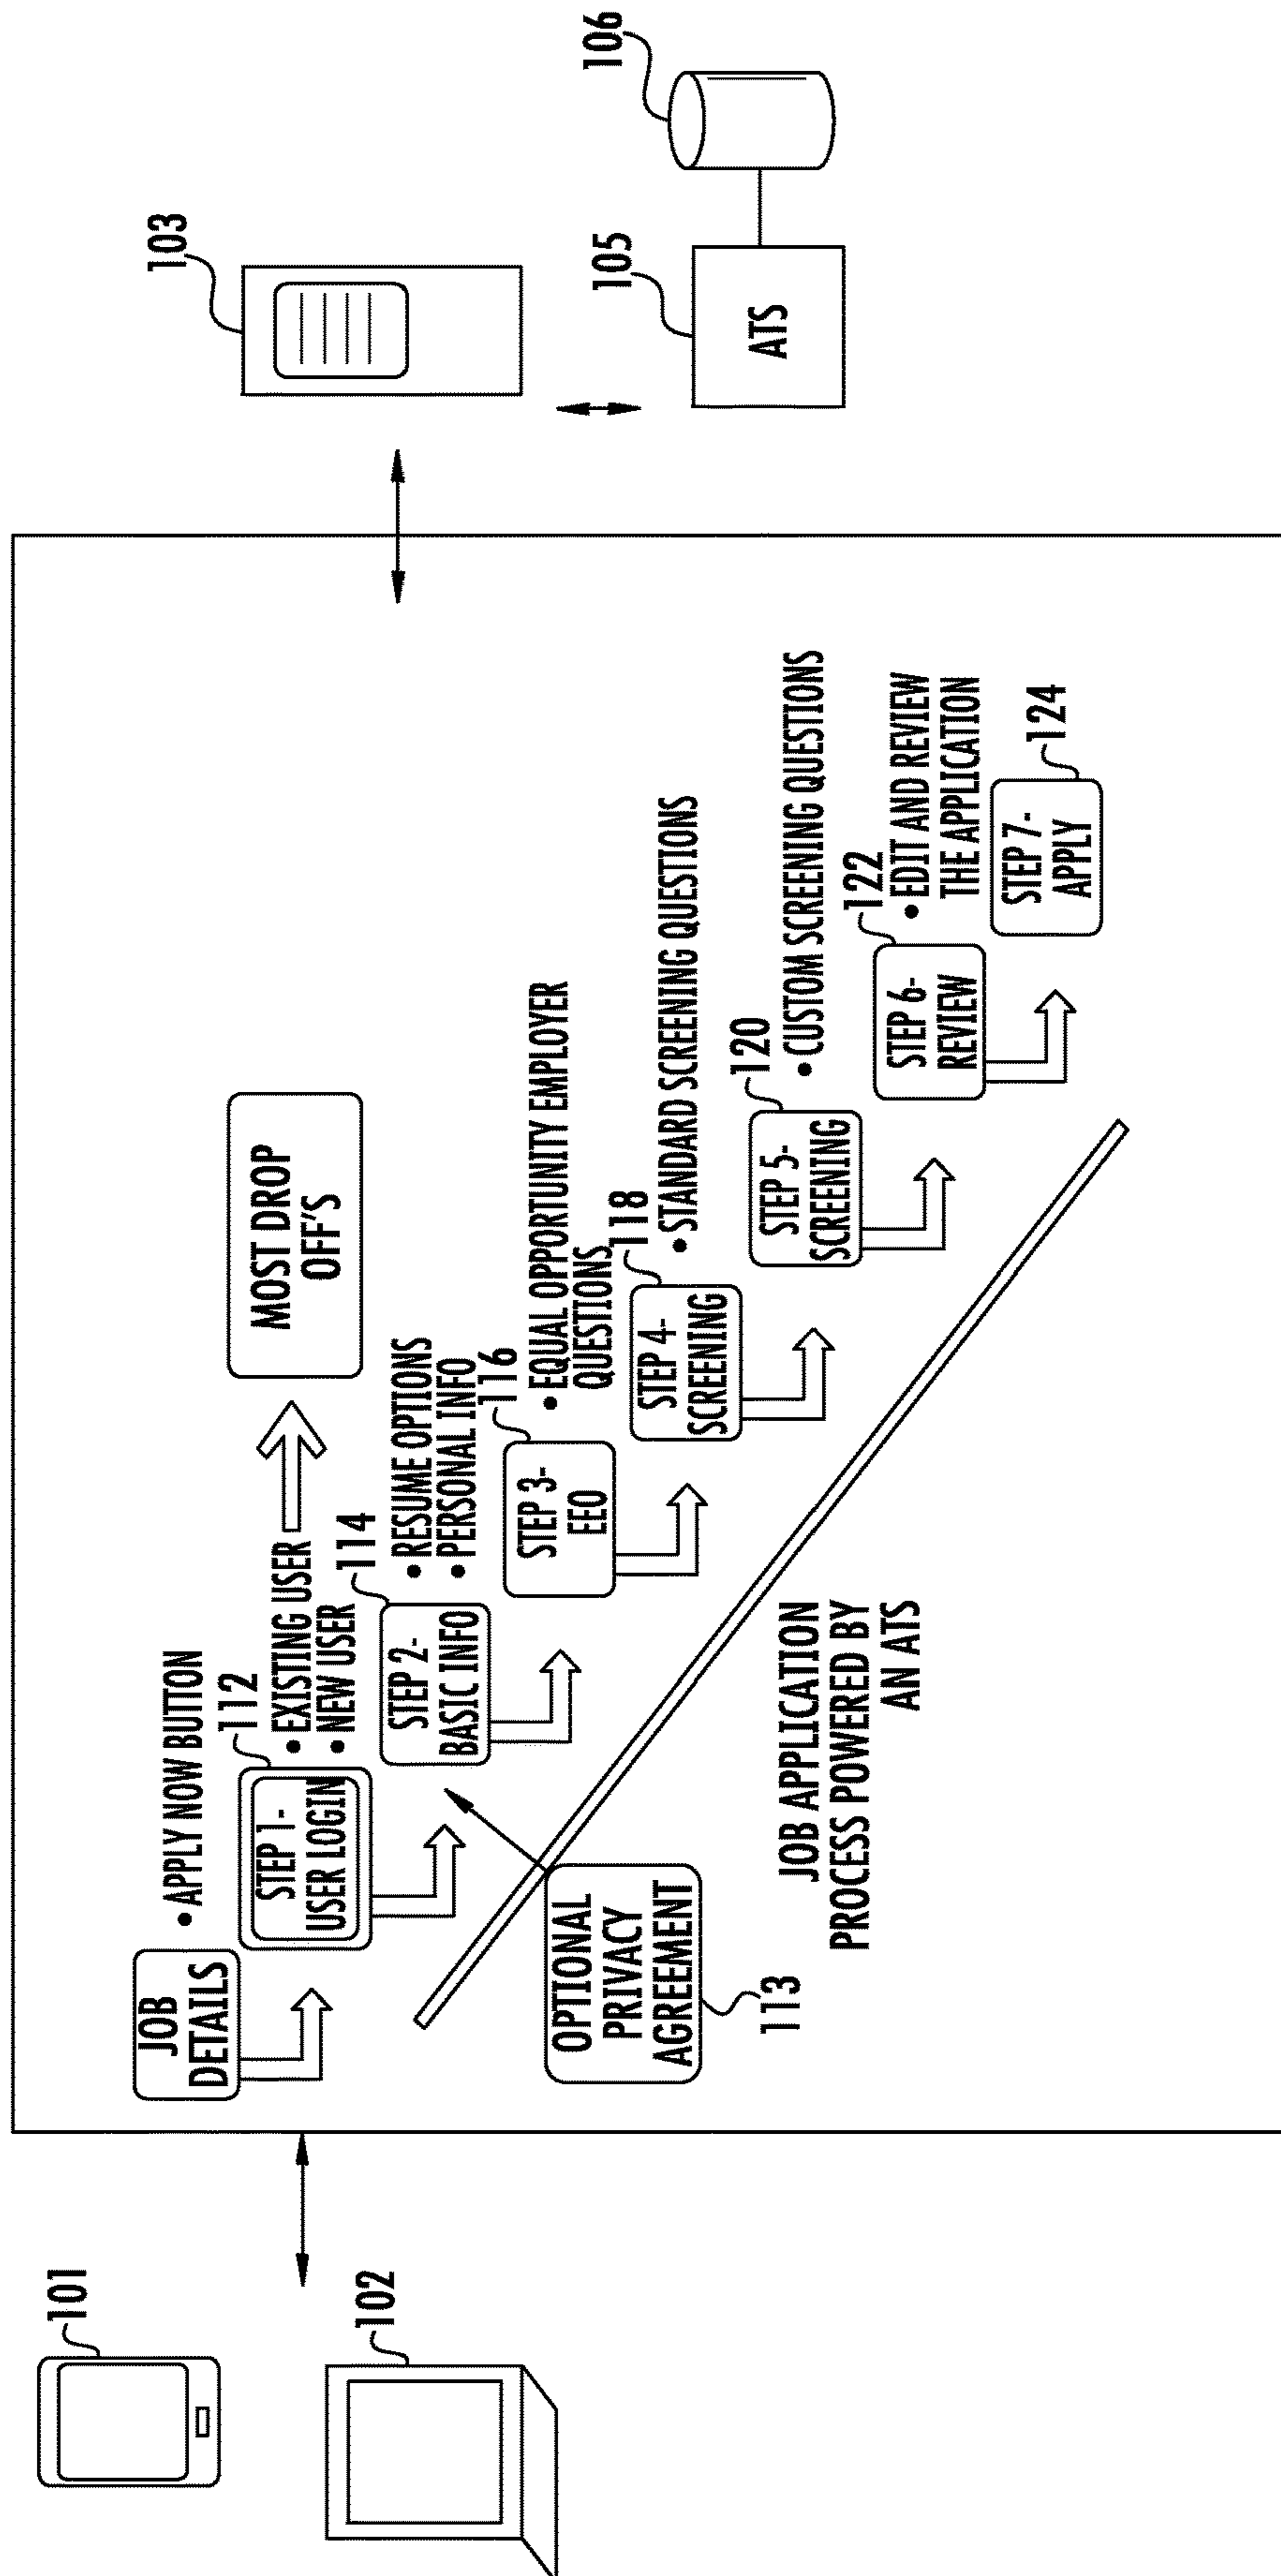 101
102
JOB
DETAILS
• APPLY NOW BUTTON
112
STEP 1-
USER LOGIN
• EXISTING USER
• NEW USER
MOST DROP
OFF'S
114
STEP 2-
BASIC INFO
• RESUME OPTIONS
• PERSONAL INFO
116
STEP 3-
EEO
• EQUAL OPPORTUNITY EMPLOYER
QUESTIONS
118
STEP 4-
SCREENING
• STANDARD SCREENING QUESTIONS
120
STEP 5-
SCREENING
• CUSTOM SCREENING QUESTIONS
122
STEP 6-
REVIEW
• EDIT AND REVIEW
THE APPLICATION
124
STEP 7-
APPLY
OPTIONAL
PRIVACY
AGREEMENT
113
JOB APPLICATION
PROCESS POWERED BY
AN ATS
103
105
ATS
106